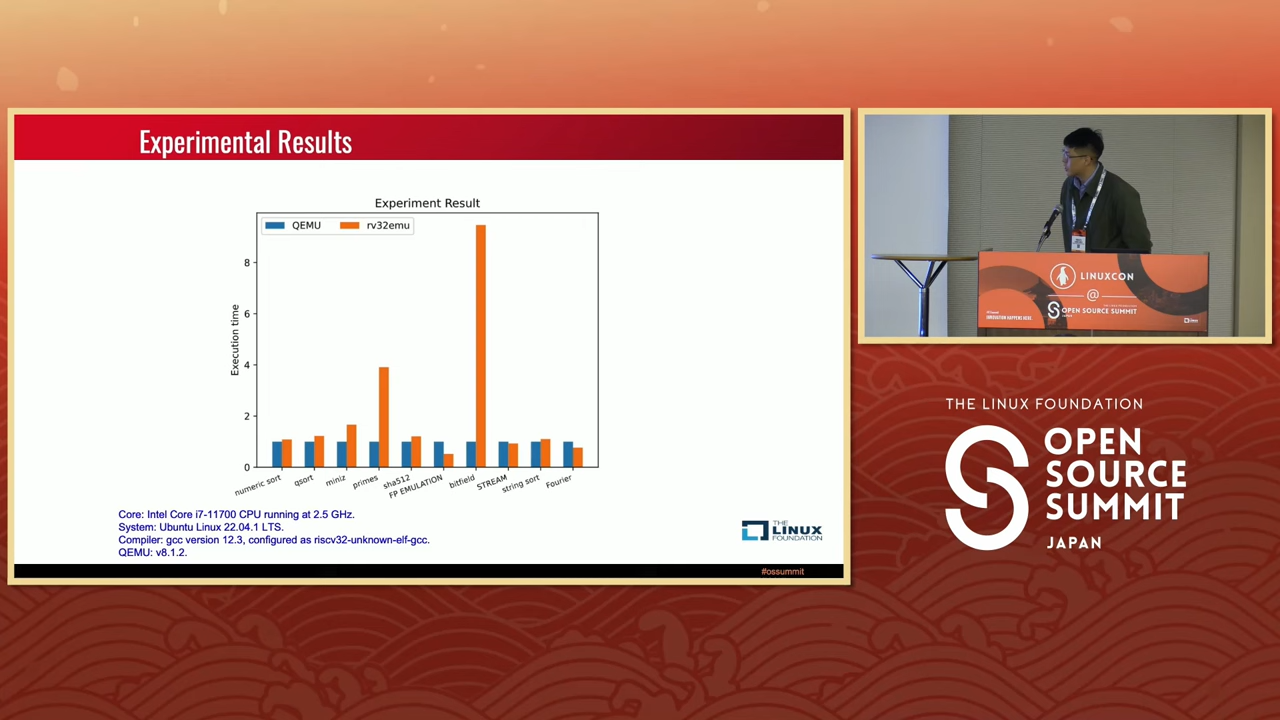 Experimental Results
Experiment Result
QEMU
rv32emu
Execution time
8
6
4
2
0
numeric sort
qsort
miniz
primes
sha512
FP EMULATION
bitfield
STREAM
string sort
Fourier
Core: Intel Core i7-11700 CPU running at 2.5 GHz.
System: Ubuntu Linux 22.04.1 LTS.
Compiler: gcc version 12.3, configured as riscv32-unknown-elf-gcc.
QEMU: v8.1.2.
THE
LINUX
FOUNDATION
#ossummit
LINUXCON
@
OPEN SOURCE SUMMIT
JAPAN
THE LINUX FOUNDATION
OPEN
SOURCE
SUMMIT
JAPAN